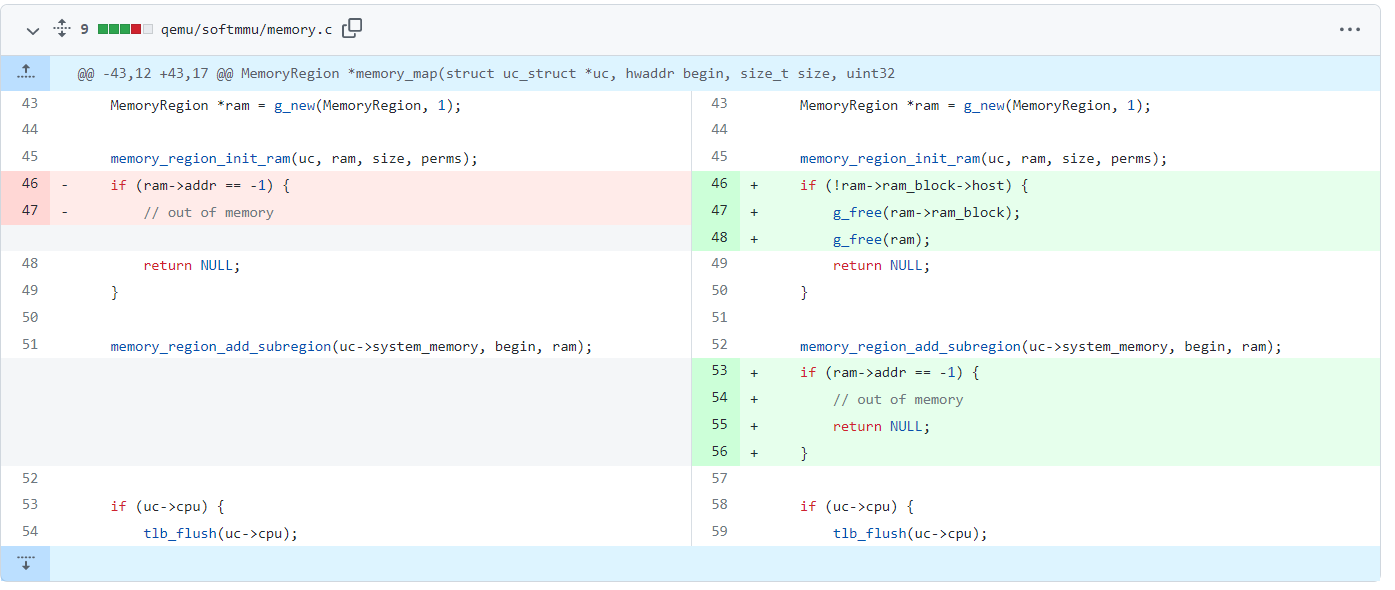 9 qemu/softmmu/memory.c
@@ -43,12 +43,17 @@ MemoryRegion *memory_map(struct uc_struct *uc, hwaddr begin, size_t size, uint32
43 MemoryRegion *ram = g_new(MemoryRegion, 1); 43 MemoryRegion *ram = g_new(MemoryRegion, 1);
44 44
45 memory_region_init_ram(uc, ram, size, perms); 45 memory_region_init_ram(uc, ram, size, perms);
46 - if (ram->addr == -1) { 46 + if (!ram->ram_block->host) {
47 - // out of memory 47 + g_free(ram->ram_block);
48 + g_free(ram);
48 return NULL; 49 return NULL;
49 } 50 }
50 51
51 memory_region_add_subregion(uc->system_memory, begin, ram); 52 memory_region_add_subregion(uc->system_memory, begin, ram);
53 + if (ram->addr == -1) {
54 + // out of memory
55 + return NULL;
56 + }
52 57
53 if (uc->cpu) { 58 if (uc->cpu) {
54 tlb_flush(uc->cpu); 59 tlb_flush(uc->cpu);